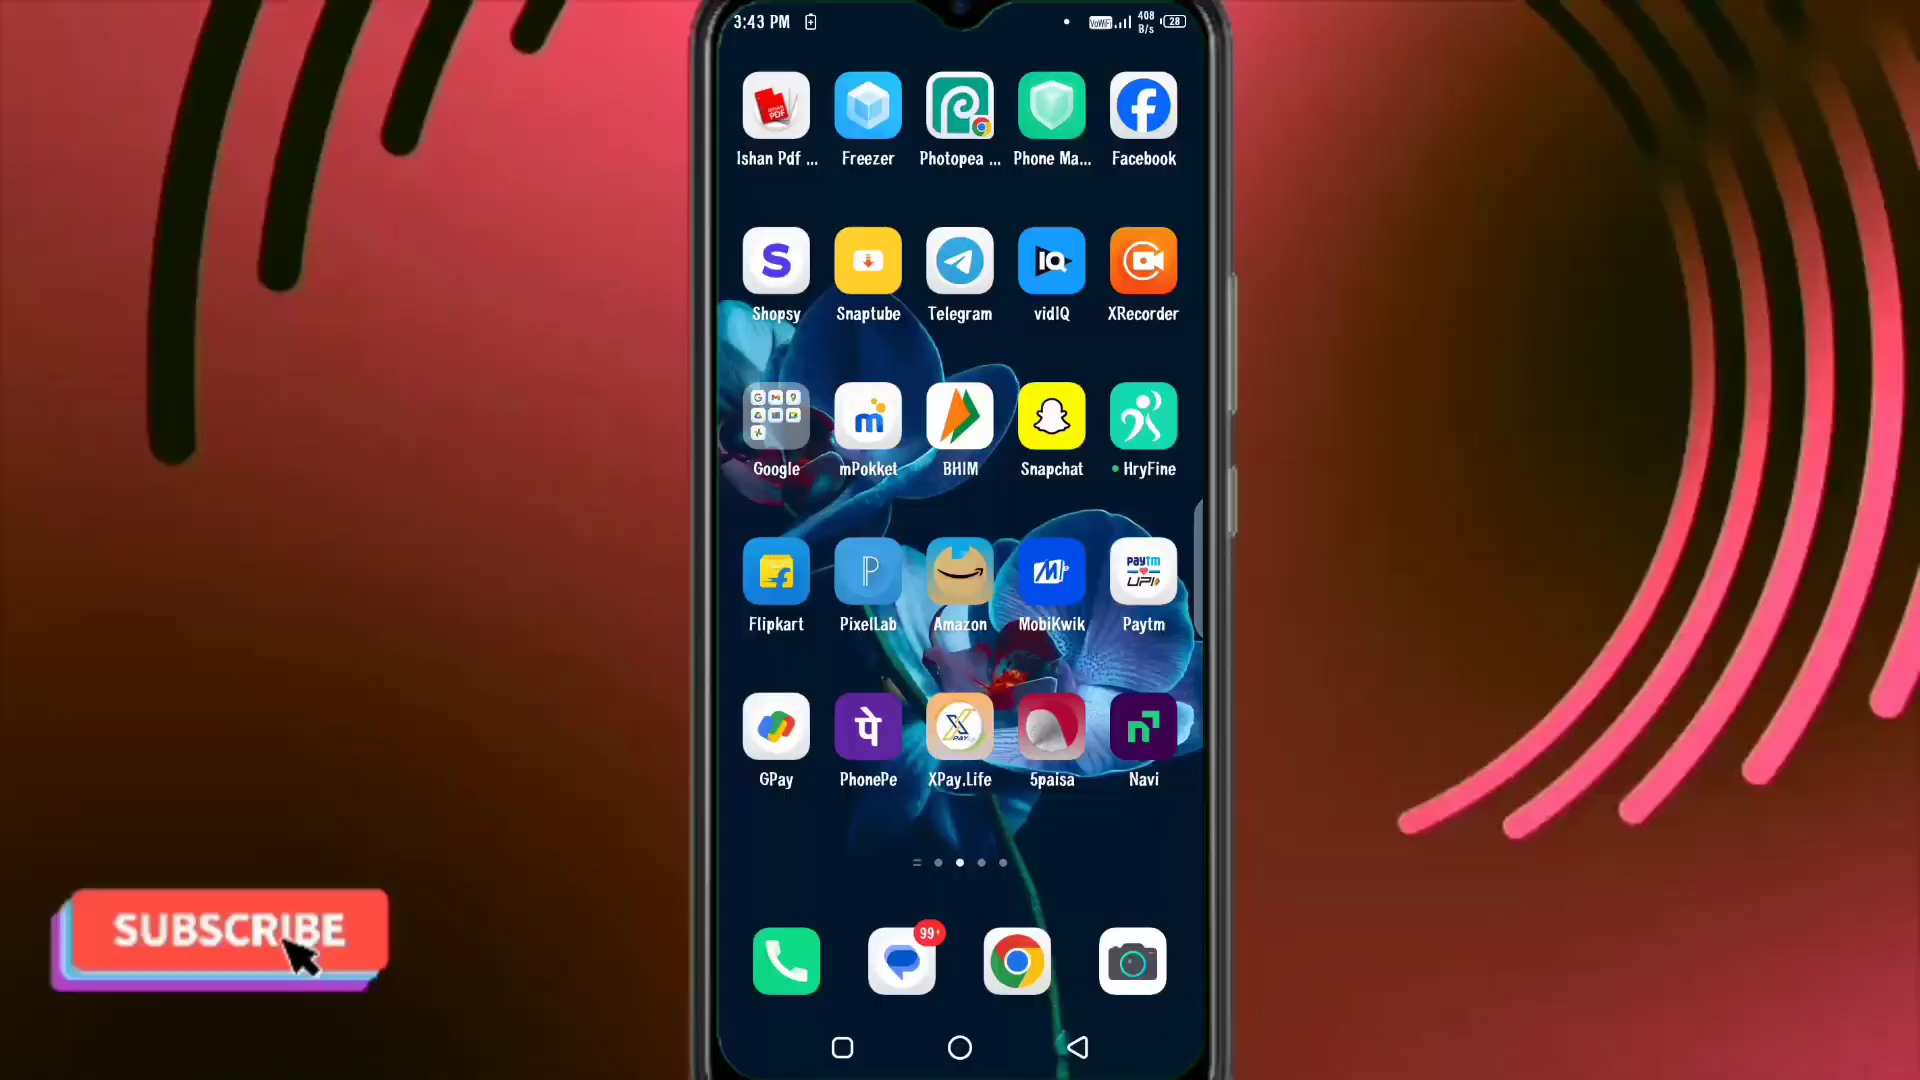 3:43 PM
VoWiFi 408 B/s 28
Ishan Pdf ... Freezer Photopea ... Phone Ma... Facebook
Shopsy Snaptube Telegram vidIQ XRecorder
Google mPokket BHIM Snapchat HryFine
Flipkart PixelLab Amazon MobiKwik Paytm
पे
GPay PhonePe XPay.Life 5paisa Navi
SUBSCRIBE
99+